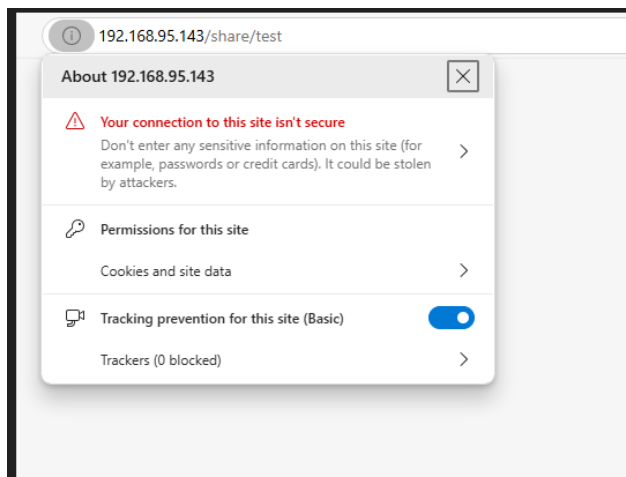 192.168.95.143/share/test
About 192.168.95.143
Your connection to this site isn't secure
Don't enter any sensitive information on this site (for
example, passwords or credit cards). It could be stolen
by attackers.
Permissions for this site
Cookies and site data
Tracking prevention for this site (Basic)
Trackers (0 blocked)